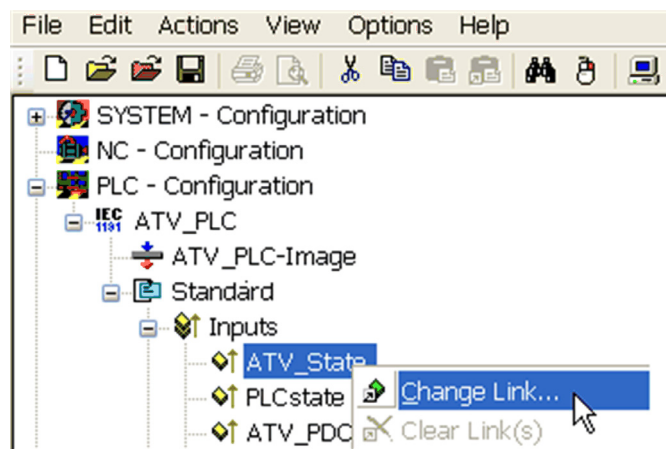 File Edit Actions View Options Help
SYSTEM - Configuration
NC - Configuration
PLC - Configuration
IEC
1131
ATV_PLC
ATV_PLC-Image
Standard
Inputs
ATV_State
PLCstate
ATV_PDC
Change Link...
Clear Link(s)